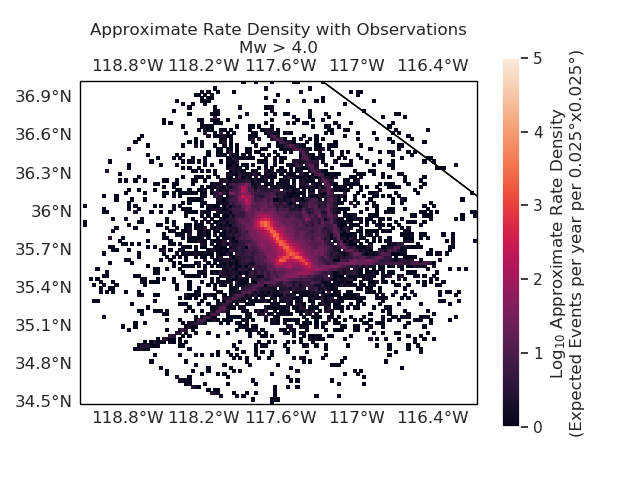 Approximate Rate Density with Observations
Mw > 4.0
118.8°W 118.2°W 117.6°W 117°W 116.4°W
36.9°N
36.6°N
36.3°N
36°N
35.7°N
35.4°N
35.1°N
34.8°N
34.5°N
118.8°W 118.2°W 117.6°W 117°W 116.4°W
5
4
3
2
1
0
Log₁₀ Approximate Rate Density
(Expected Events per year per 0.025°x0.025°)